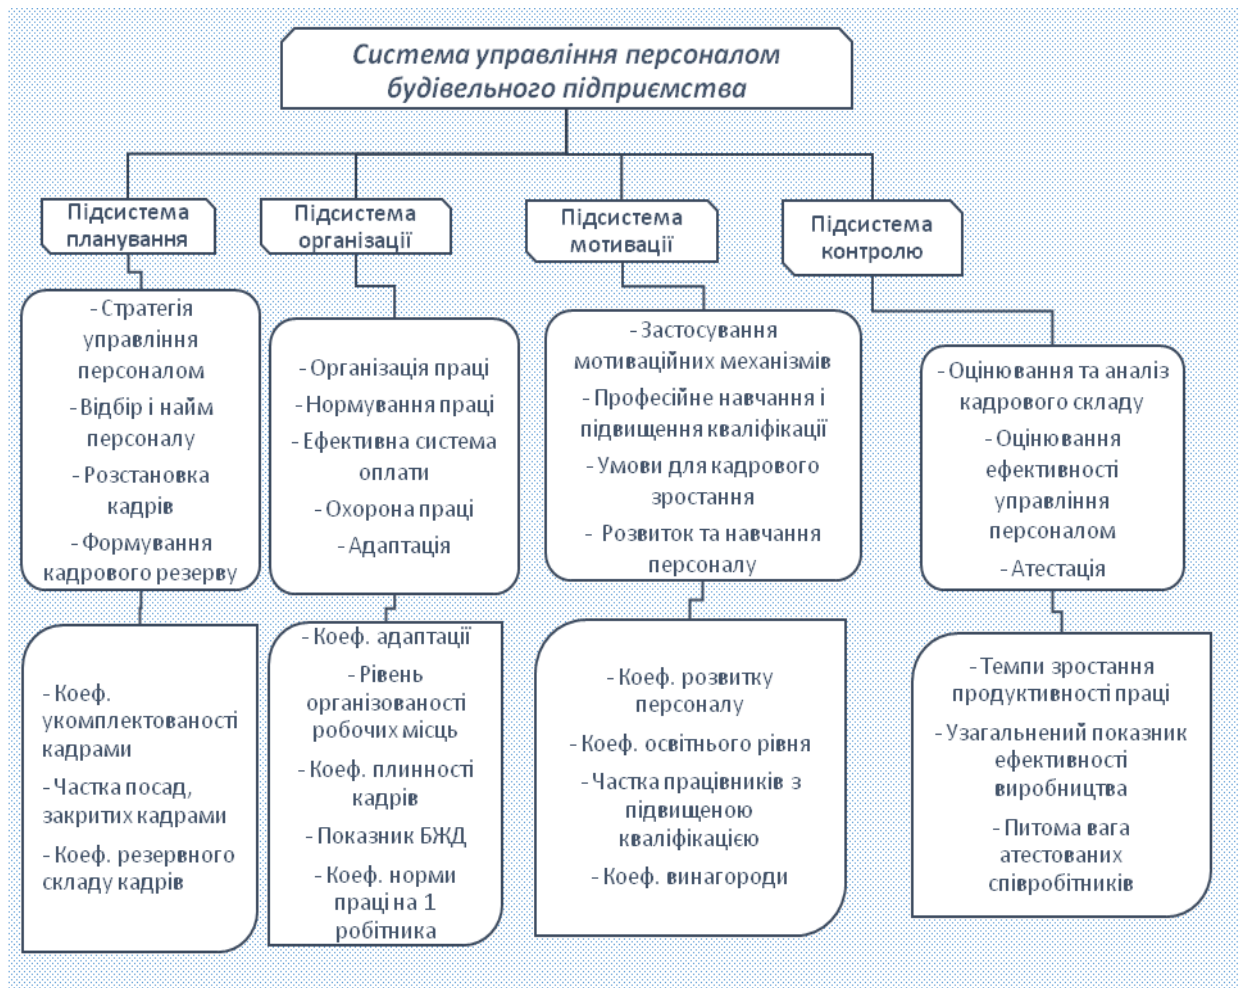 Система управління персоналом
будівельного підприємства
Підсистема
планування
Підсистема
організації
Підсистема
мотивації
Підсистема
контролю
- Стратегія
управління
персоналом
- Відбір і найм
персоналу
- Розстановка
кадрів
- Формування
кадрового резерву
- Організація праці
- Нормування праці
- Ефективна система
оплати
- Охорона праці
- Адаптація
- Застосування
мотиваційних механізмів
- Професійне навчання і
підвищення кваліфікації
- Умови для кадрового
зростання
- Розвиток та навчання
персоналу
- Оцінювання та аналіз
кадрового складу
- Оцінювання
ефективності
управління
персоналом
- Атестація
- Коеф.
укомплектованості
кадрами
- Частка посад,
закритих кадрами
- Коеф. резервного
складу кадрів
- Коеф. адаптації
- Рівень
організованості
робочих місць
- Коеф. плинності
кадрів
- Показник БЖД
- Коеф. норми
праці на 1
робітника
- Коеф. розвитку
персоналу
- Коеф. освітнього рівня
- Частка працівників з
підвищеною
кваліфікацією
- Коеф. винагороди
- Темпи зростання
продуктивності праці
- Узагальнений показник
ефективності
виробництва
- Питома вага
атестованих
співробітників